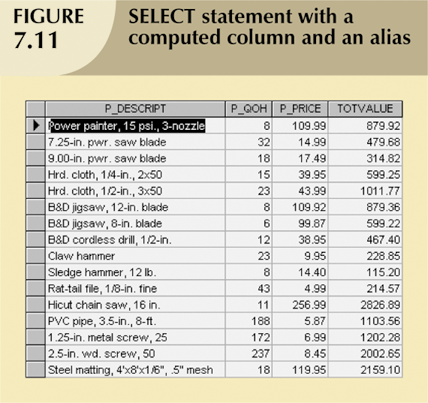 FIGURE
7.11
SELECT statement with a
computed column and an alias
P_DESCRIPT P_QOH P_PRICE TOTVALUE
Power painter, 15 psi., 3-nozzle 8 109.99 879.92
7.25-in. pwr. saw blade 32 14.99 479.68
9.00-in. pwr. saw blade 18 17.49 314.82
Hrd. cloth, 1/4-in., 2x50 15 39.95 599.25
Hrd. cloth, 1/2-in., 3x50 23 43.99 1011.77
B&D jigsaw, 12-in. blade 8 109.92 879.36
B&D jigsaw, 8-in. blade 6 99.87 599.22
B&D cordless drill, 1/2-in. 12 38.95 467.40
Claw hammer 23 9.95 228.85
Sledge hammer, 12 lb. 8 14.40 115.20
Rat-tail file, 1/8-in. fine 43 4.99 214.57
Hicut chain saw, 16 in. 11 256.99 2826.89
PVC pipe, 3.5-in., 8-ft. 188 5.87 1103.56
1.25-in. metal screw, 25 172 6.99 1202.28
2.5-in. wd. screw, 50 237 8.45 2002.65
Steel matting, 4'x8'x1/6", .5" mesh 18 119.95 2159.10